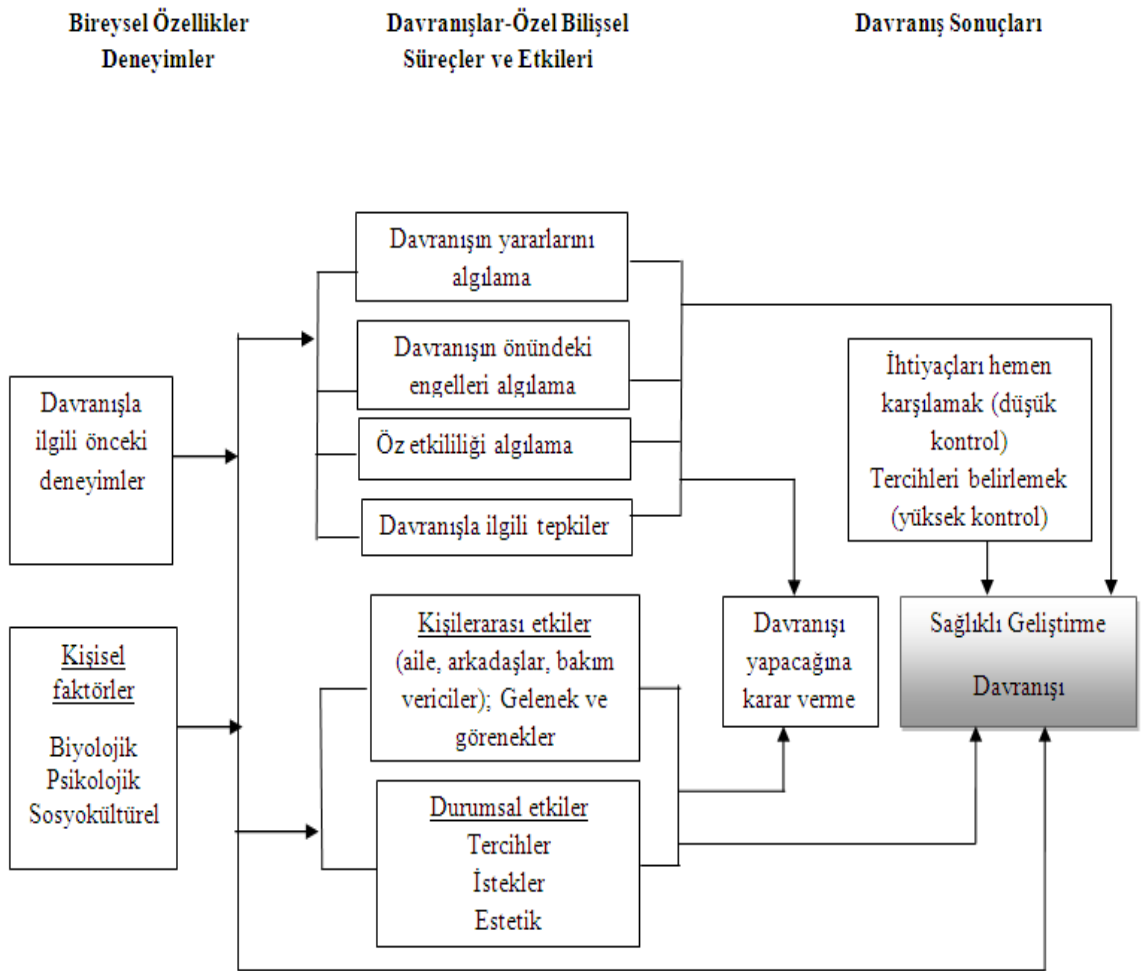 Bireysel Özellikler
Deneyimler
Davranışlar-Özel Bilişsel
Süreçler ve Etkileri
Davranış Sonuçları
Davranışın yararlarını
algılama
Davranışın önündeki
engelleri algılama
Öz etkililiği algılama
Davranışla ilgili tepkiler
Davranışla
ilgili önceki
deneyimler
Kişisel
faktörler
Biyolojik
Psikolojik
Sosyokültürel
Kişilerarası etkiler
(aile, arkadaşlar, bakım
vericiler); Gelenek ve
görenekler
Durumsal etkiler
Tercihler
İstekler
Estetik
Davranışı
yapacağına
karar verme
İhtiyaçları hemen
karşılamak (düşük
kontrol)
Tercihleri belirlemek
(yüksek kontrol)
Sağlıklı Geliştirme
Davranışı